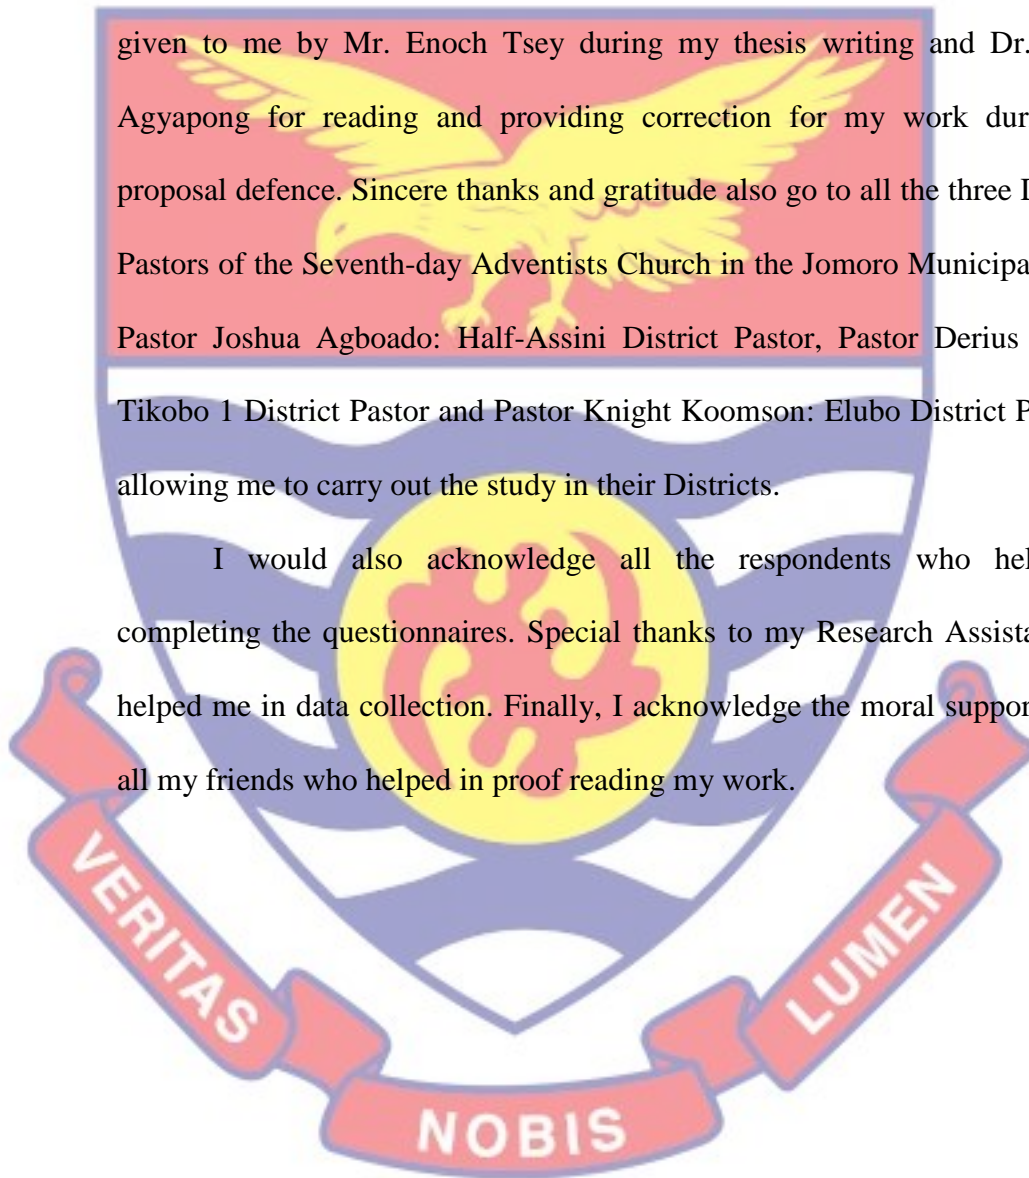 given to me by Mr. Enoch Tsey during my thesis writing and Dr.
Agyapong for reading and providing correction for my work dur
proposal defence. Sincere thanks and gratitude also go to all the three
Pastors of the Seventh-day Adventists Church in the Jomoro Municipa
Pastor Joshua Agboado: Half-Assini District Pastor, Pastor Derius
Tikobo 1 District Pastor and Pastor Knight Koomson: Elubo District P
allowing me to carry out the study in their Districts.
I would also acknowledge all the respondents who hel
completing the questionnaires. Special thanks to my Research Assista
helped me in data collection. Finally, I acknowledge the moral suppor
all my friends who helped in proof reading my work.
VERITAS
NOBIS
LUMEN